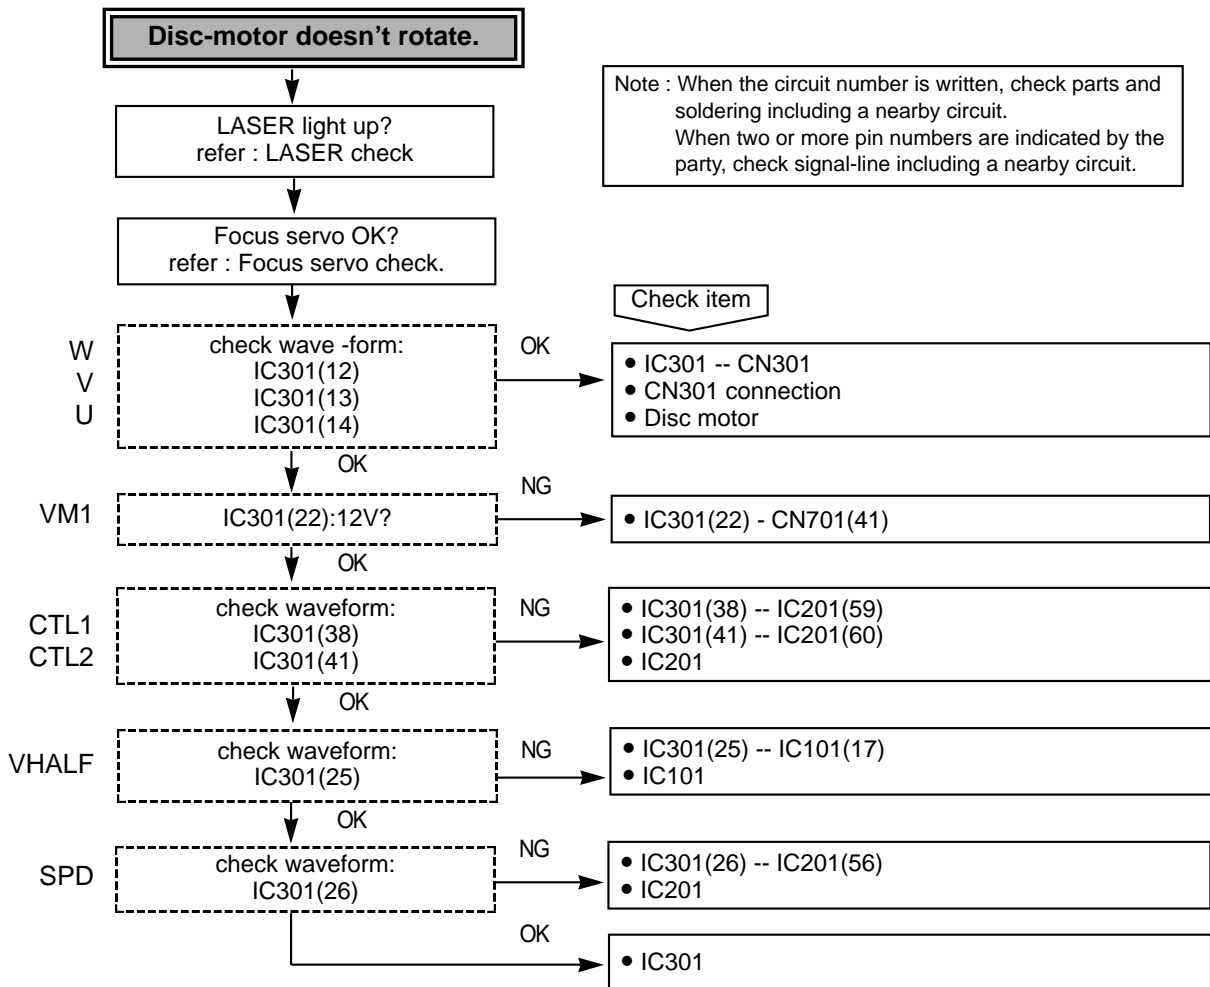 Disc-motor doesn't rotate.
Note : When the circuit number is written, check parts and
soldering including a nearby circuit.
When two or more pin numbers are indicated by the
party, check signal-line including a nearby circuit.
LASER light up?
refer : LASER check
Focus servo OK?
refer : Focus servo check.
Check item
W
V
U
check wave -form:
IC301(12)
IC301(13)
IC301(14)
OK
• IC301 -- CN301
• CN301 connection
• Disc motor
OK
VM1
IC301(22):12V?
NG
• IC301(22) - CN701(41)
OK
CTL1
CTL2
check waveform:
IC301(38)
IC301(41)
NG
• IC301(38) -- IC201(59)
• IC301(41) -- IC201(60)
• IC201
OK
VHALF
check waveform:
IC301(25)
NG
• IC301(25) -- IC101(17)
• IC101
OK
SPD
check waveform:
IC301(26)
NG
• IC301(26) -- IC201(56)
• IC201
OK
• IC301